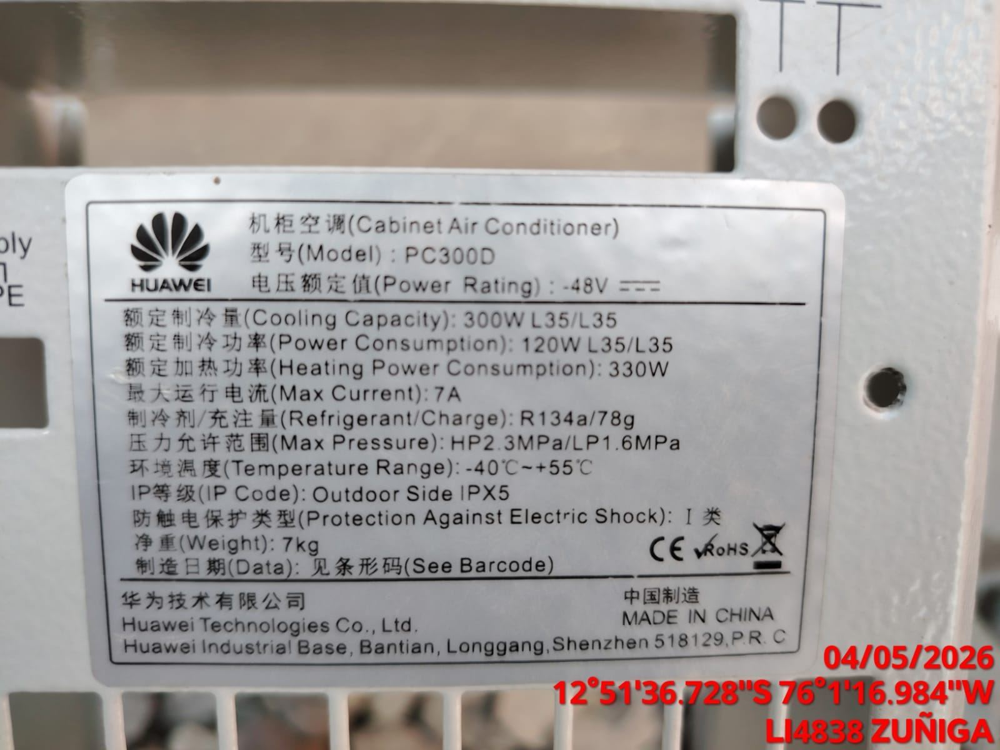 ply
PE
HUAWEI
机柜空调(Cabinet Air Conditioner)
型号(Model) : PC300D
电压额定值(Power Rating) : -48V
额定制冷量(Cooling Capacity): 300W L35/L35
额定制冷功率(Power Consumption): 120W L35/L35
额定加热功率(Heating Power Consumption): 330W
最大运行电流(Max Current): 7A
制冷剂/充注量(Refrigerant/Charge): R134a/78g
压力允许范围(Max Pressure): HP2.3MPa/LP1.6MPa
环境温度(Temperature Range): -40℃~+55℃
IP等级(IP Code): Outdoor Side IPX5
防触电保护类型(Protection Against Electric Shock): I 类
净重(Weight): 7kg
制造日期(Data): 见条形码(See Barcode)
CE RoHS
华为技术有限公司
Huawei Technologies Co., Ltd.
Huawei Industrial Base, Bantian, Longgang, Shenzhen 518129, P.R. C
中国制造
MADE IN CHINA
04/05/2026
12°51'36.728"S 76°1'16.984"W
LI4838 ZUÑIGA